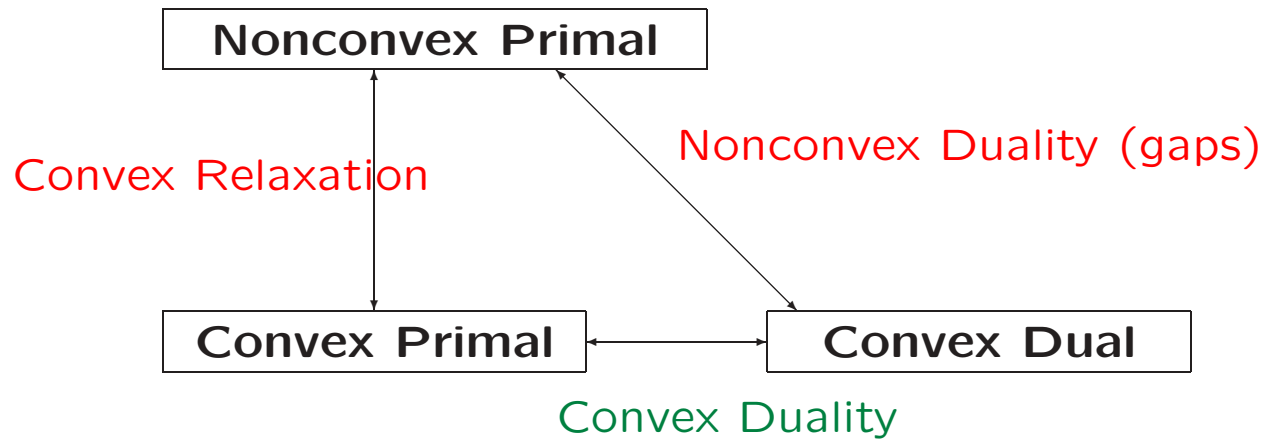 Nonconvex Primal
Nonconvex Duality (gaps)
Convex Relaxation
Convex Primal
Convex Dual
Convex Duality